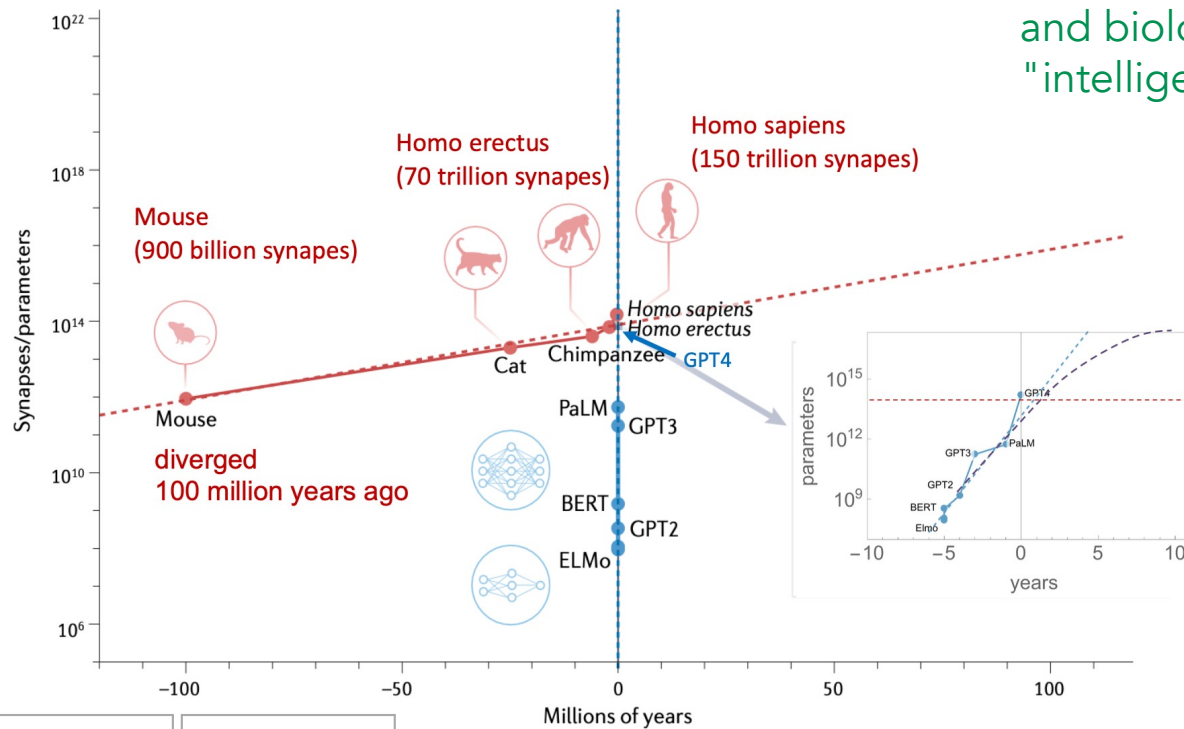 and biolo
"intellige
10²²
10¹⁸
10¹⁴
10¹⁰
10⁶
Synapses/parameters
Mouse
(900 billion synapes)
Homo erectus
(70 trillion synapes)
Homo sapiens
(150 trillion synapes)
Homo sapiens
Homo erectus
Chimpanzee
Cat
Mouse
GPT4
diverged
100 million years ago
PaLM
GPT3
BERT
GPT2
ELMo
−100
−50
0
50
100
Millions of years
10¹⁵
10¹²
10⁹
parameters
GPT4
PaLM
GPT3
GPT2
BERT
Elmo
−10
−5
0
5
10
years